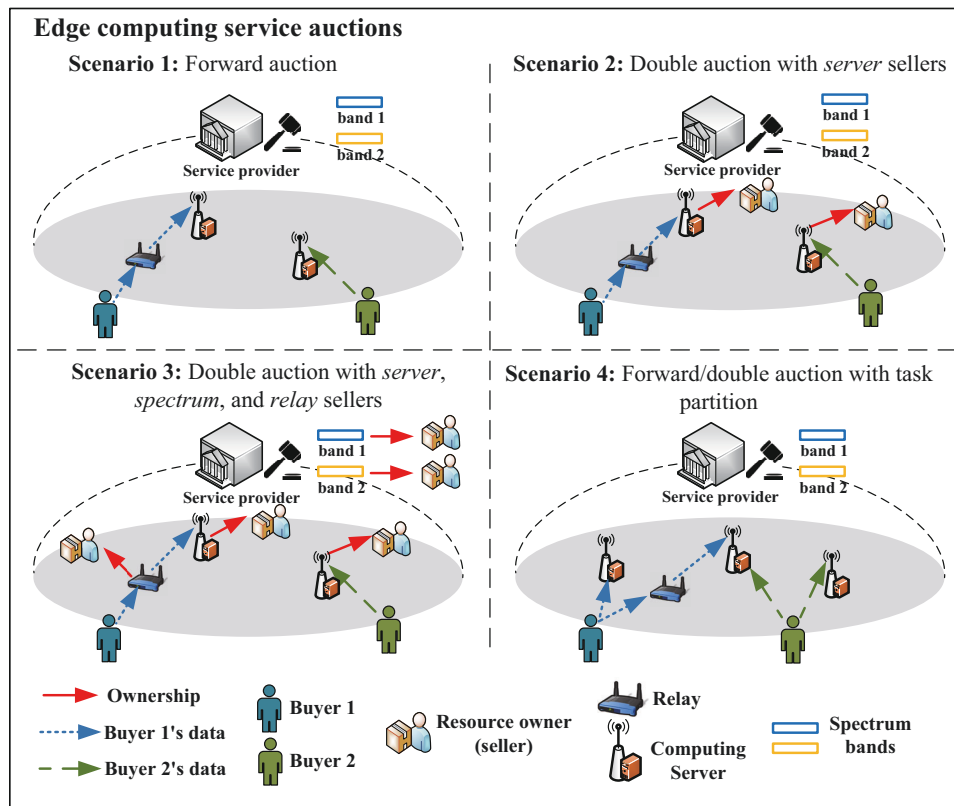 Edge computing service auctions
Scenario 1: Forward auction
band 1
band 2
Service provider
Scenario 2: Double auction with server sellers
band 1
band 2
Service provider
Scenario 3: Double auction with server,
spectrum, and relay sellers
band 1
band 2
Service provider
Scenario 4: Forward/double auction with task
partition
band 1
band 2
Service provider
Ownership
Buyer 1's data
Buyer 2's data
Buyer 1
Buyer 2
Resource owner
(seller)
Relay
Computing
Server
Spectrum
bands